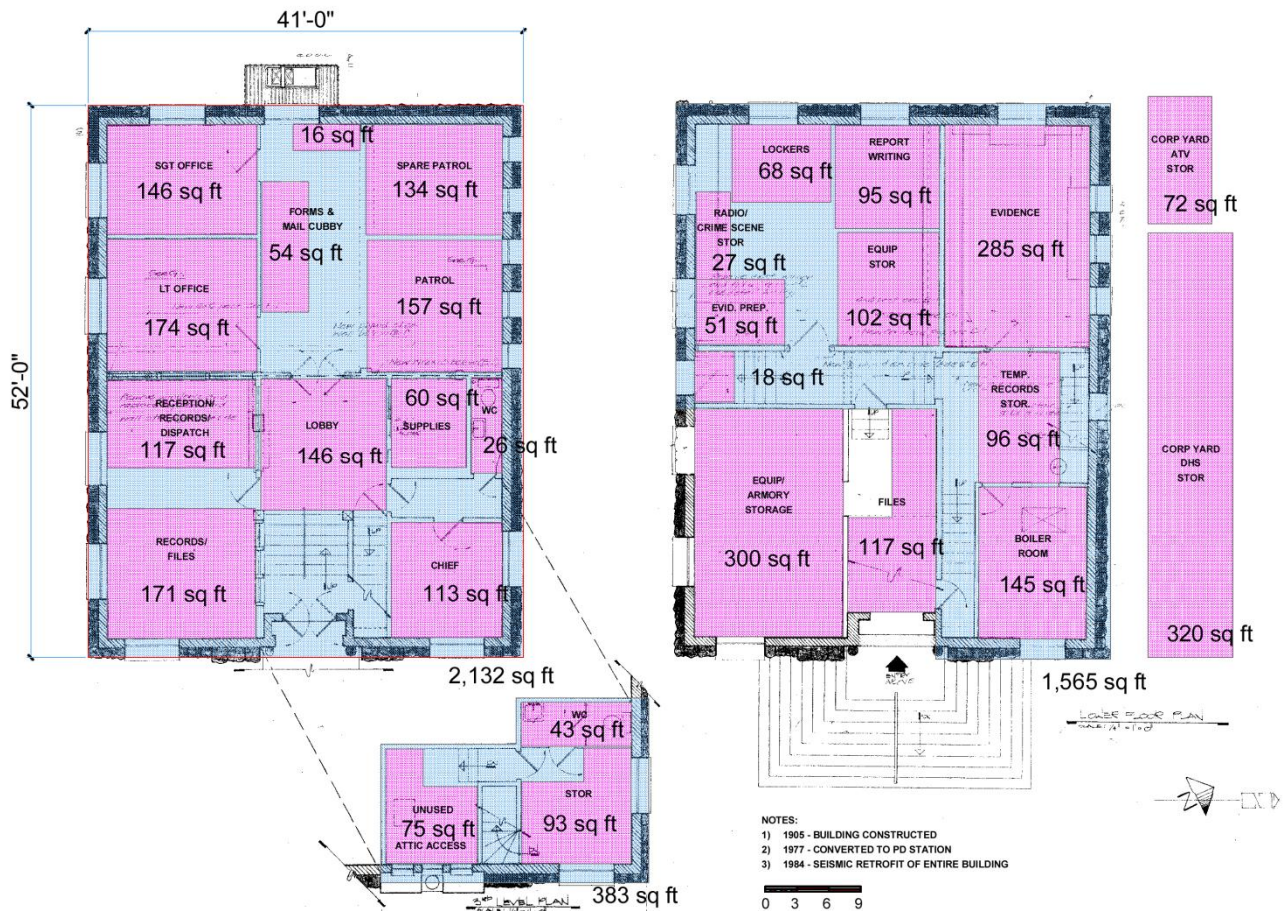 41'-0"
52'-0"
16 sq ft
SGT OFFICE
146 sq ft
SPARE PATROL
134 sq ft
FORMS &
MAIL CUBBY
54 sq ft
LT OFFICE
174 sq ft
PATROL
157 sq ft
RECEPTION/
RECORDS/
DISPATCH
117 sq ft
LOBBY
146 sq ft
60 sq ft
SUPPLIES
WC
26 sq ft
RECORDS/
FILES
171 sq ft
CHIEF
113 sq ft
2,132 sq ft
WC
43 sq ft
UNUSED
75 sq ft
ATTIC ACCESS
STOR
93 sq ft
383 sq ft
3RD LEVEL PLAN
LOCKERS
68 sq ft
REPORT
WRITING
95 sq ft
EVIDENCE
285 sq ft
RADIO/
CRIME SCENE
STOR
27 sq ft
EQUIP
STOR
102 sq ft
EVID. PREP.
51 sq ft
18 sq ft
TEMP.
RECORDS
STOR.
96 sq ft
EQUIP/
ARMORY
STORAGE
300 sq ft
FILES
117 sq ft
BOILER
ROOM
145 sq ft
1,565 sq ft
LOWER FLOOR PLAN
CORP YARD
ATV
STOR
72 sq ft
CORP YARD
DHS
STOR
320 sq ft
NOTES:
1) 1905 - BUILDING CONSTRUCTED
2) 1977 - CONVERTED TO PD STATION
3) 1984 - SEISMIC RETROFIT OF ENTIRE BUILDING
0 3 6 9